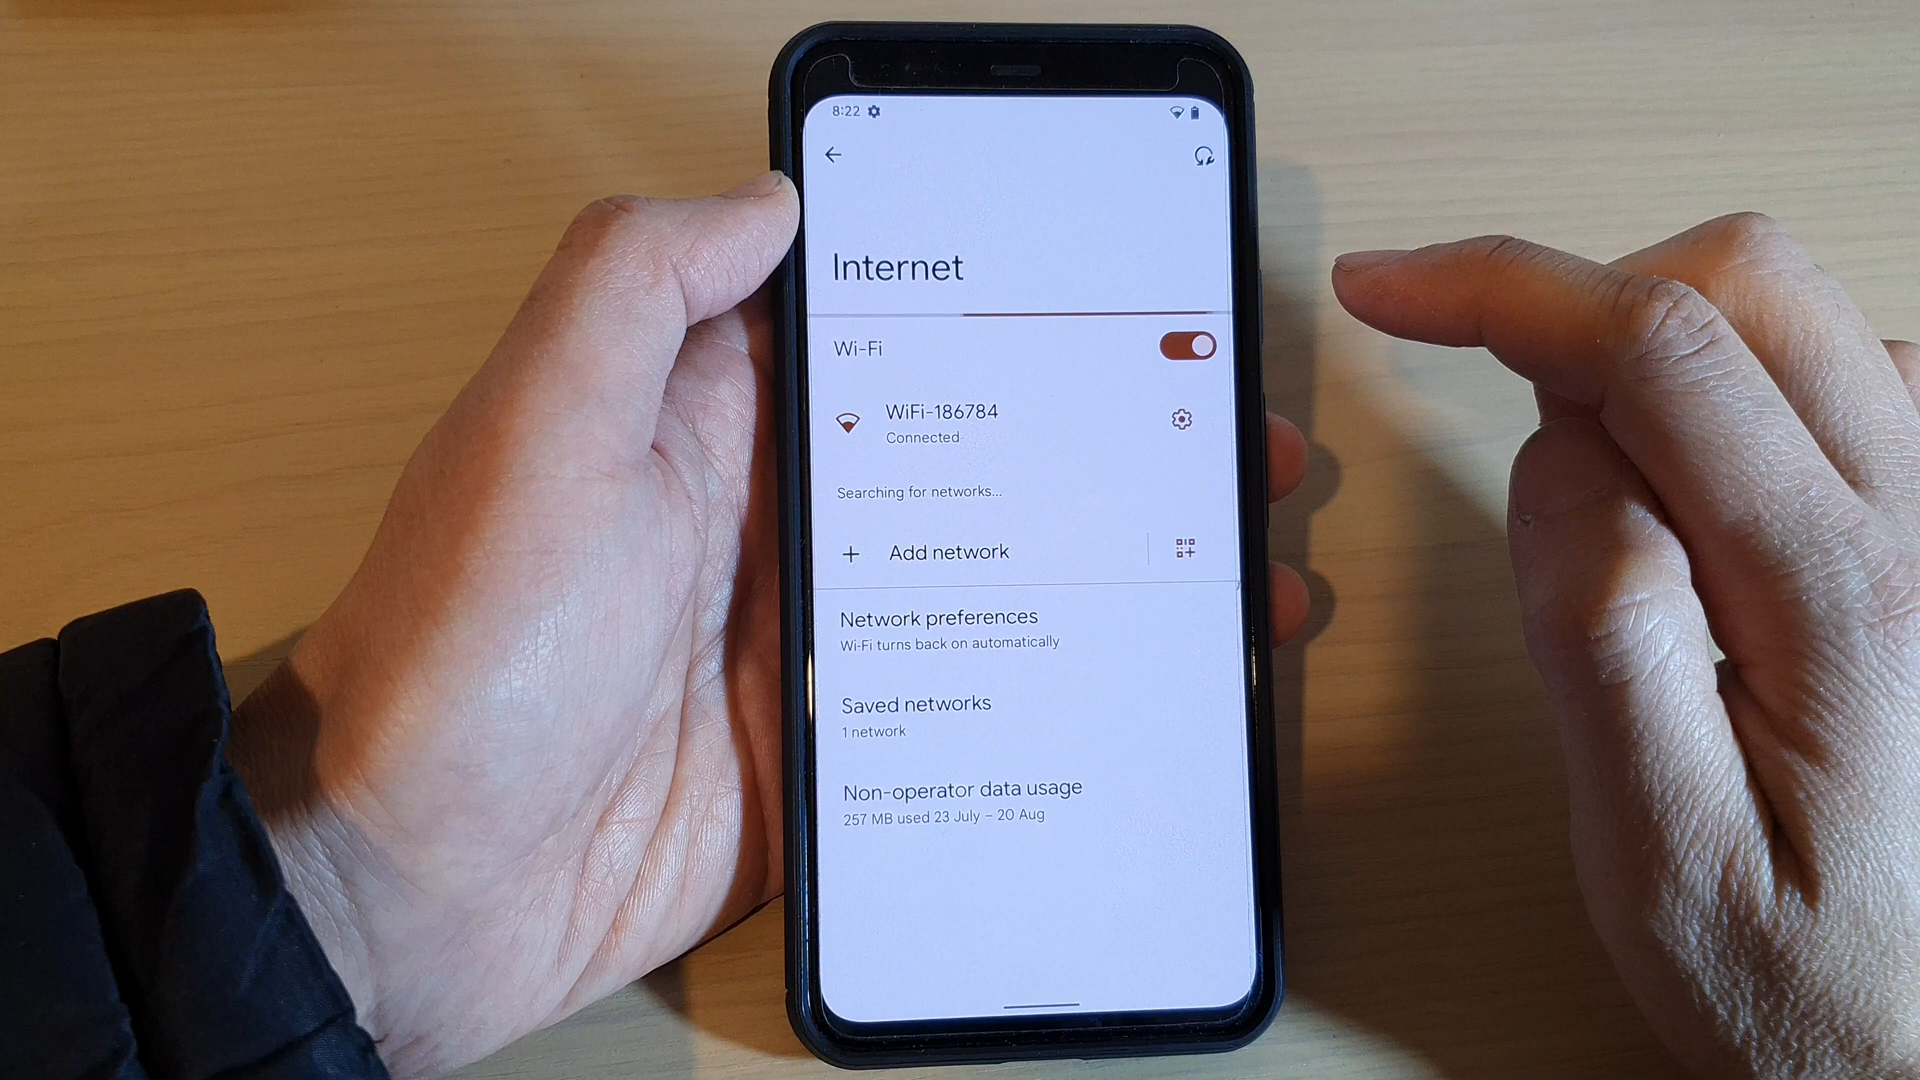 8:22
Internet
Wi-Fi
WiFi-186784
Connected
Searching for networks...
Add network
Network preferences
Wi-Fi turns back on automatically
Saved networks
1 network
Non-operator data usage
257 MB used 23 July – 20 Aug